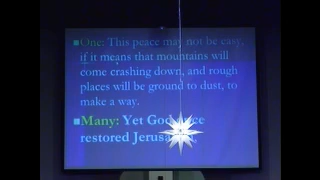 One: This peace may not be easy,
if it means that mountains will
come crashing down, and rough
places will be ground to dust, to
make a way.
Many: Yet God
restored